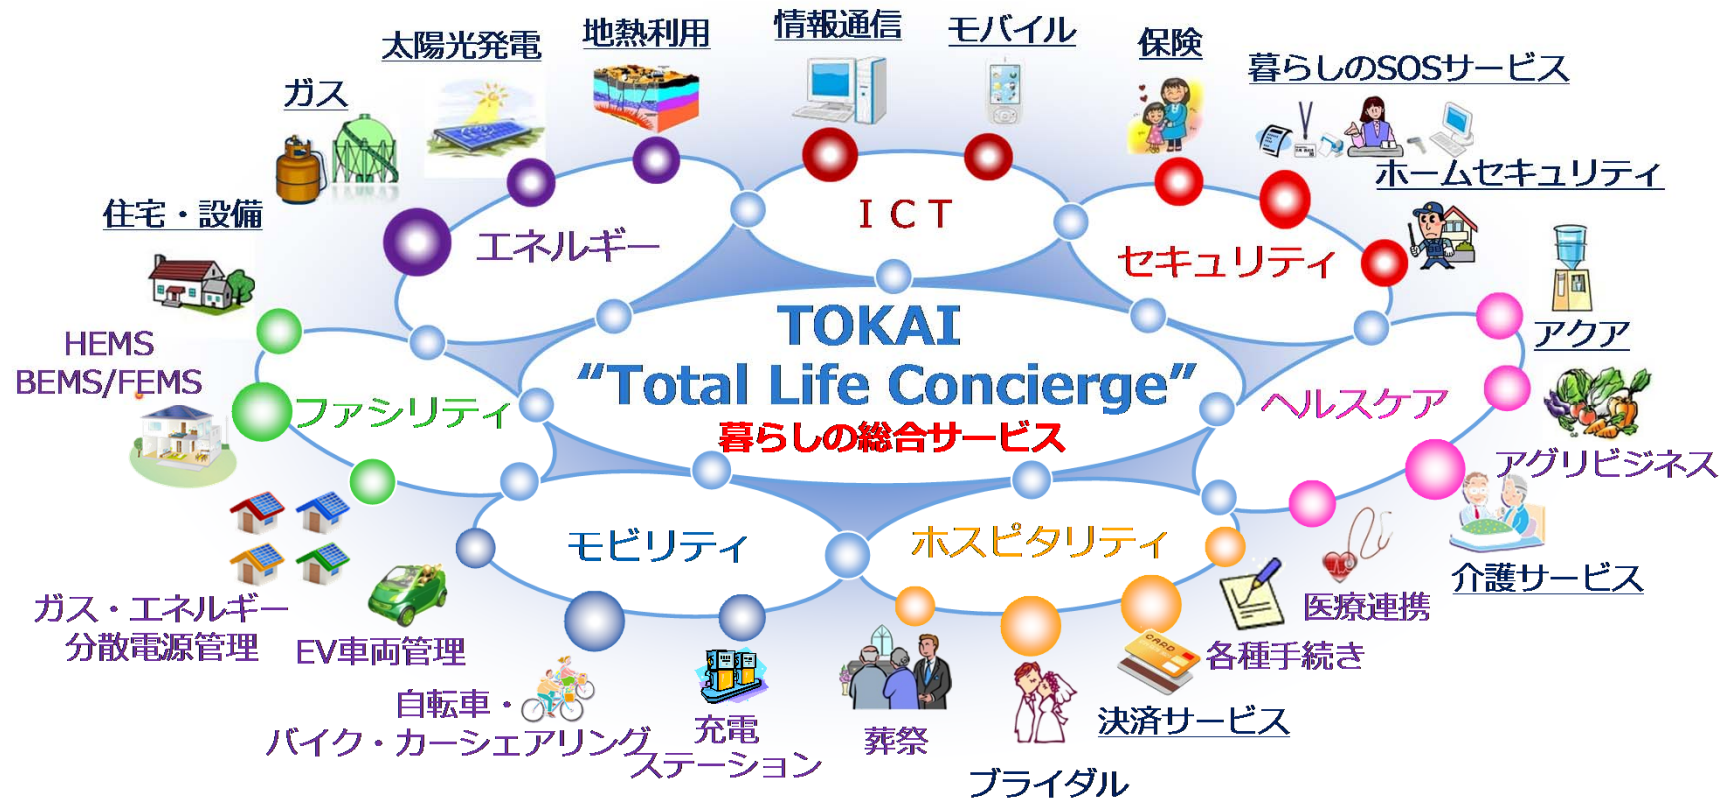 情報通信
モバイル
地熱利用
太陽光発電
保険
暮らしのSOSサービス
ガス
ホームセキュリティ
住宅・設備
エネルギー
ＩＣＴ
セキュリティ
アクア
HEMS
BEMS/FEMS
TOKAI
“Total Life Concierge”
暮らしの総合サービス
ファシリティ
ヘルスケア
アグリビジネス
モビリティ
ホスピタリティ
介護サービス
ガス・エネルギー
分散電源管理
EV車両管理
医療連携
各種手続き
CARD
自転車・
バイク・カーシェアリング
充電
ステーション
葬祭
決済サービス
ブライダル